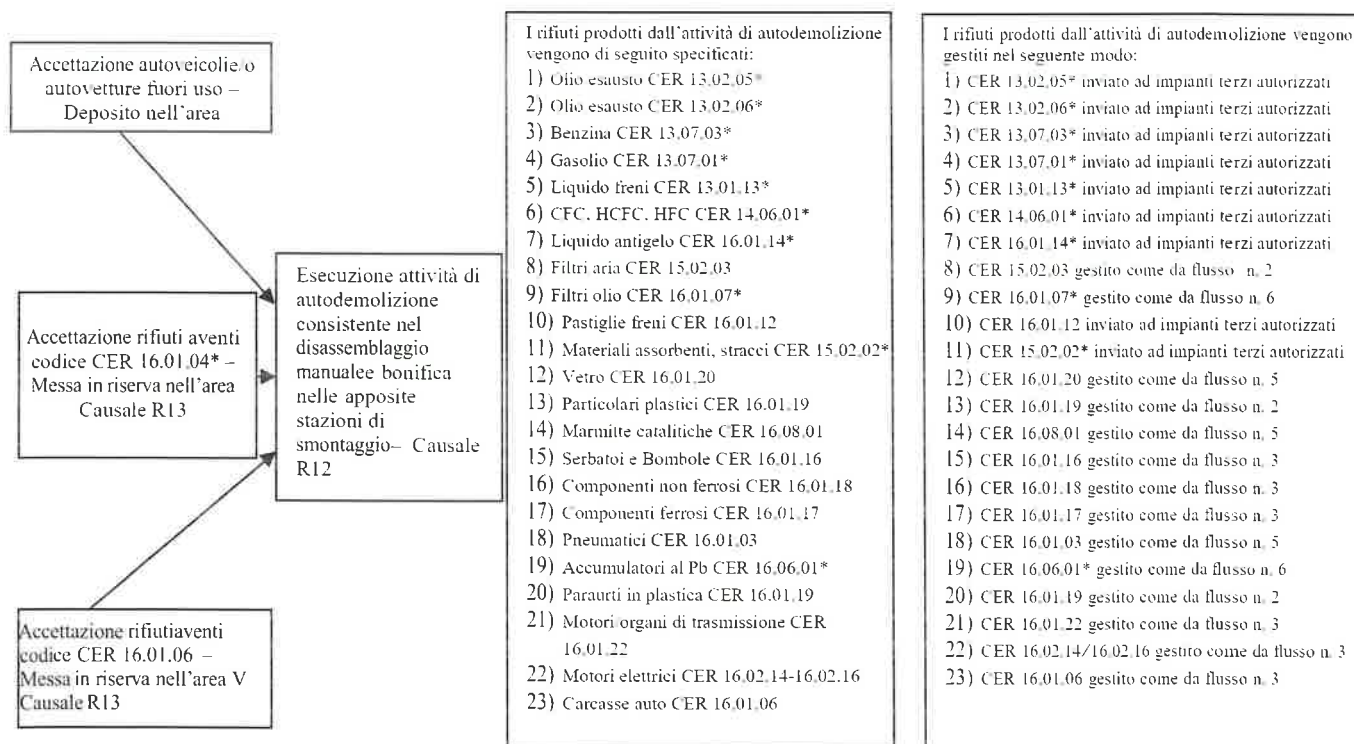 Accettazione autoveicolie/o
autovetture fuori uso –
Deposito nell'area
Accettazione rifiuti aventi
codice CER 16.01.04* –
Messa in riserva nell'area
Causale R13
Accettazione rifiutiaventi
codice CER 16.01.06 –
Messa in riserva nell'area V
Causale R13
Esecuzione attività di
autodemolizione
consistente nel
disassemblaggio
manualee bonifica
nelle apposite
stazioni di
smontaggio– Causale
R12
I rifiuti prodotti dall'attività di autodemolizione
vengono di seguito specificati:
1) Olio esausto CER 13.02.05*
2) Olio esausto CER 13.02.06*
3) Benzina CER 13.07.03*
4) Gasolio CER 13.07.01*
5) Liquido freni CER 13.01.13*
6) CFC, HCFC, HFC CER 14.06.01*
7) Liquido antigelo CER 16.01.14*
8) Filtri aria CER 15.02.03
9) Filtri olio CER 16.01.07*
10) Pastiglie freni CER 16.01.12
11) Materiali assorbenti, stracci CER 15.02.02*
12) Vetro CER 16.01.20
13) Particolari plastici CER 16.01.19
14) Marmitte catalitiche CER 16.08.01
15) Serbatoi e Bombole CER 16.01.16
16) Componenti non ferrosi CER 16.01.18
17) Componenti ferrosi CER 16.01.17
18) Pneumatici CER 16.01.03
19) Accumulatori al Pb CER 16.06.01*
20) Paraurti in plastica CER 16.01.19
21) Motori organi di trasmissione CER
16.01.22
22) Motori elettrici CER 16.02.14-16.02.16
23) Carcasse auto CER 16.01.06
I rifiuti prodotti dall'attività di autodemolizione vengono
gestiti nel seguente modo:
1) CER 13.02.05* inviato ad impianti terzi autorizzati
2) CER 13.02.06* inviato ad impianti terzi autorizzati
3) CER 13.07.03* inviato ad impianti terzi autorizzati
4) CER 13.07.01* inviato ad impianti terzi autorizzati
5) CER 13.01.13* inviato ad impianti terzi autorizzati
6) CER 14.06.01* inviato ad impianti terzi autorizzati
7) CER 16.01.14* inviato ad impianti terzi autorizzati
8) CER 15.02.03 gestito come da flusso n. 2
9) CER 16.01.07* gestito come da flusso n. 6
10) CER 16.01.12 inviato ad impianti terzi autorizzati
11) CER 15.02.02* inviato ad impianti terzi autorizzati
12) CER 16.01.20 gestito come da flusso n. 5
13) CER 16.01.19 gestito come da flusso n. 2
14) CER 16.08.01 gestito come da flusso n. 5
15) CER 16.01.16 gestito come da flusso n. 3
16) CER 16.01.18 gestito come da flusso n. 3
17) CER 16.01.17 gestito come da flusso n. 3
18) CER 16.01.03 gestito come da flusso n. 5
19) CER 16.06.01* gestito come da flusso n. 6
20) CER 16.01.19 gestito come da flusso n. 2
21) CER 16.01.22 gestito come da flusso n. 3
22) CER 16.02.14/16.02.16 gestito come da flusso n. 3
23) CER 16.01.06 gestito come da flusso n. 3